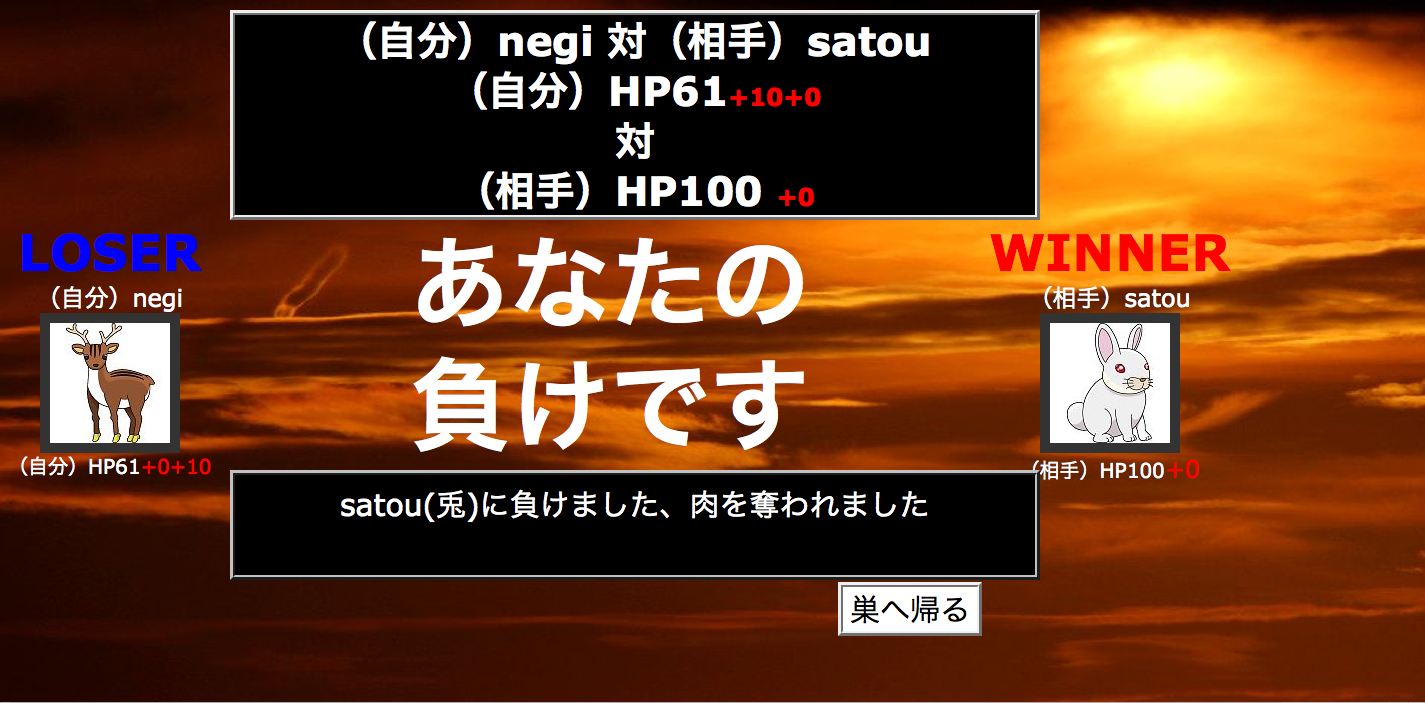 （自分）negi 対（相手）satou
（自分）HP61+10+0
対
（相手）HP100 +0
LOSER
（自分）negi
（自分）HP61+0+10
あなたの
負けです
WINNER
（相手）satou
（相手）HP100+0
satou(兎)に負けました、肉を奪われました
巣へ帰る